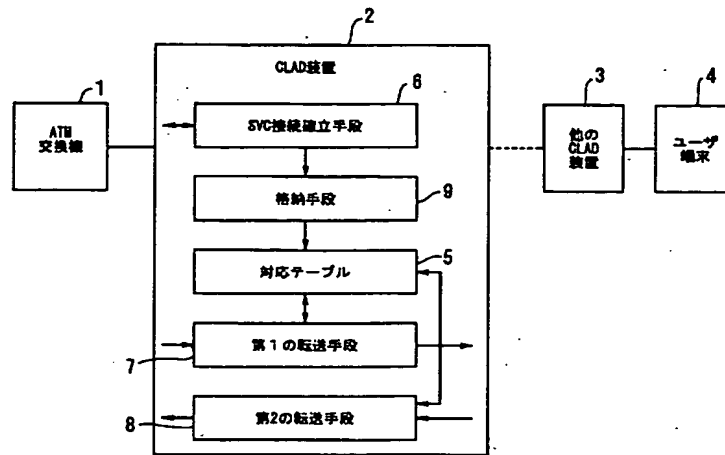 2
CLAD装置
1
ATM
交換機
6
SVC接続確立手段
3
他の
CLAD
装置
4
ユーザ
端末
格納手段
9
対応テーブル
5
第1の転送手段
7
第2の転送手段
8